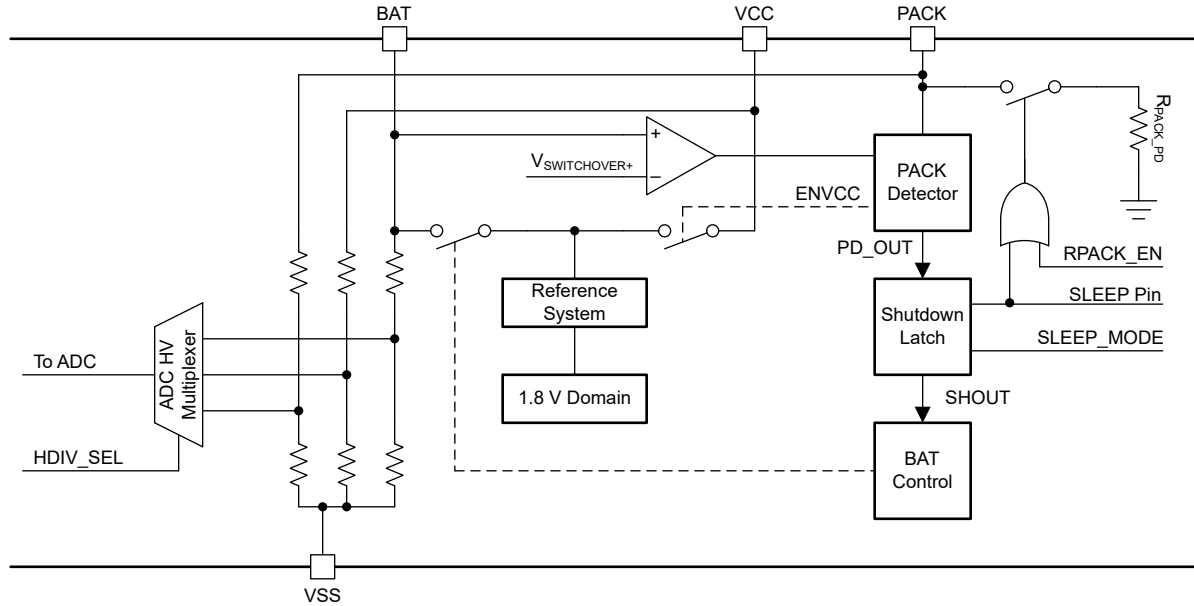 BAT
VCC
PACK
RPACK_PD
+
VSWITCHOVER+
−
PACK
Detector
ENVCC
PD_OUT
RPACK_EN
Reference
System
Shutdown
Latch
SLEEP Pin
SLEEP_MODE
To ADC
ADC HV
Multiplexer
1.8 V Domain
SHOUT
HDIV_SEL
BAT
Control
VSS